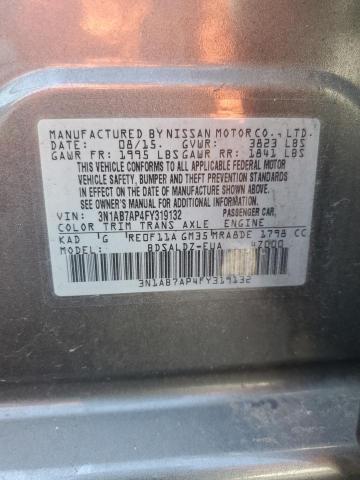 MANUFACTURED BY NISSAN MOTOR CO., LTD.
DATE: 08/15. GVWR: 3823 LBS
GAWR FR: 1995 LBS GAWR RR: 1841 LBS
THIS VEHICLE CONFORMS TO ALL APPLICABLE FEDERAL MOTOR
VEHICLE SAFETY, BUMPER AND THEFT PREVENTION STANDARDS
IN EFFECT ON THE DATE OF MANUFACTURE SHOWN ABOVE.
SEE OWNER'S MANUAL FOR ADDITIONAL INFORMATION.
VIN: 3N1AB7AP4FY319132 PASSENGER CAR,
COLOR TRIM TRANS AXLE ENGINE
KAD G RE0F11A GM35 MRA8DE 1798 CC
MODEL: BDSALDZ-EUA 47000
3N1AB7AP4FY319132